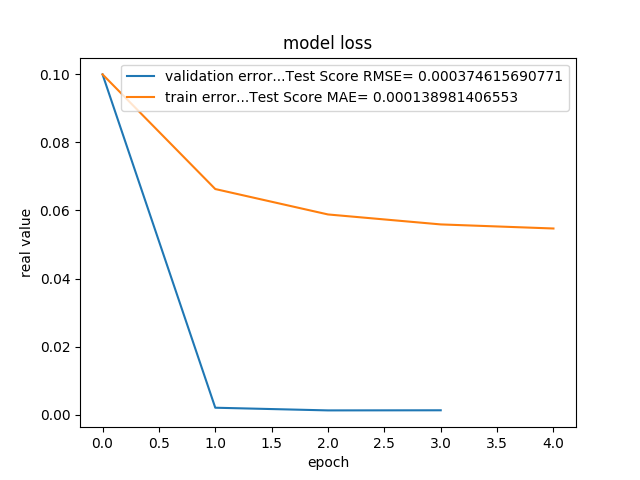 model loss
validation error...Test Score RMSE= 0.000374615690771
train error...Test Score MAE= 0.000138981406553
0.10
0.08
0.06
0.04
0.02
0.00
real value
0.0 0.5 1.0 1.5 2.0 2.5 3.0 3.5 4.0
epoch